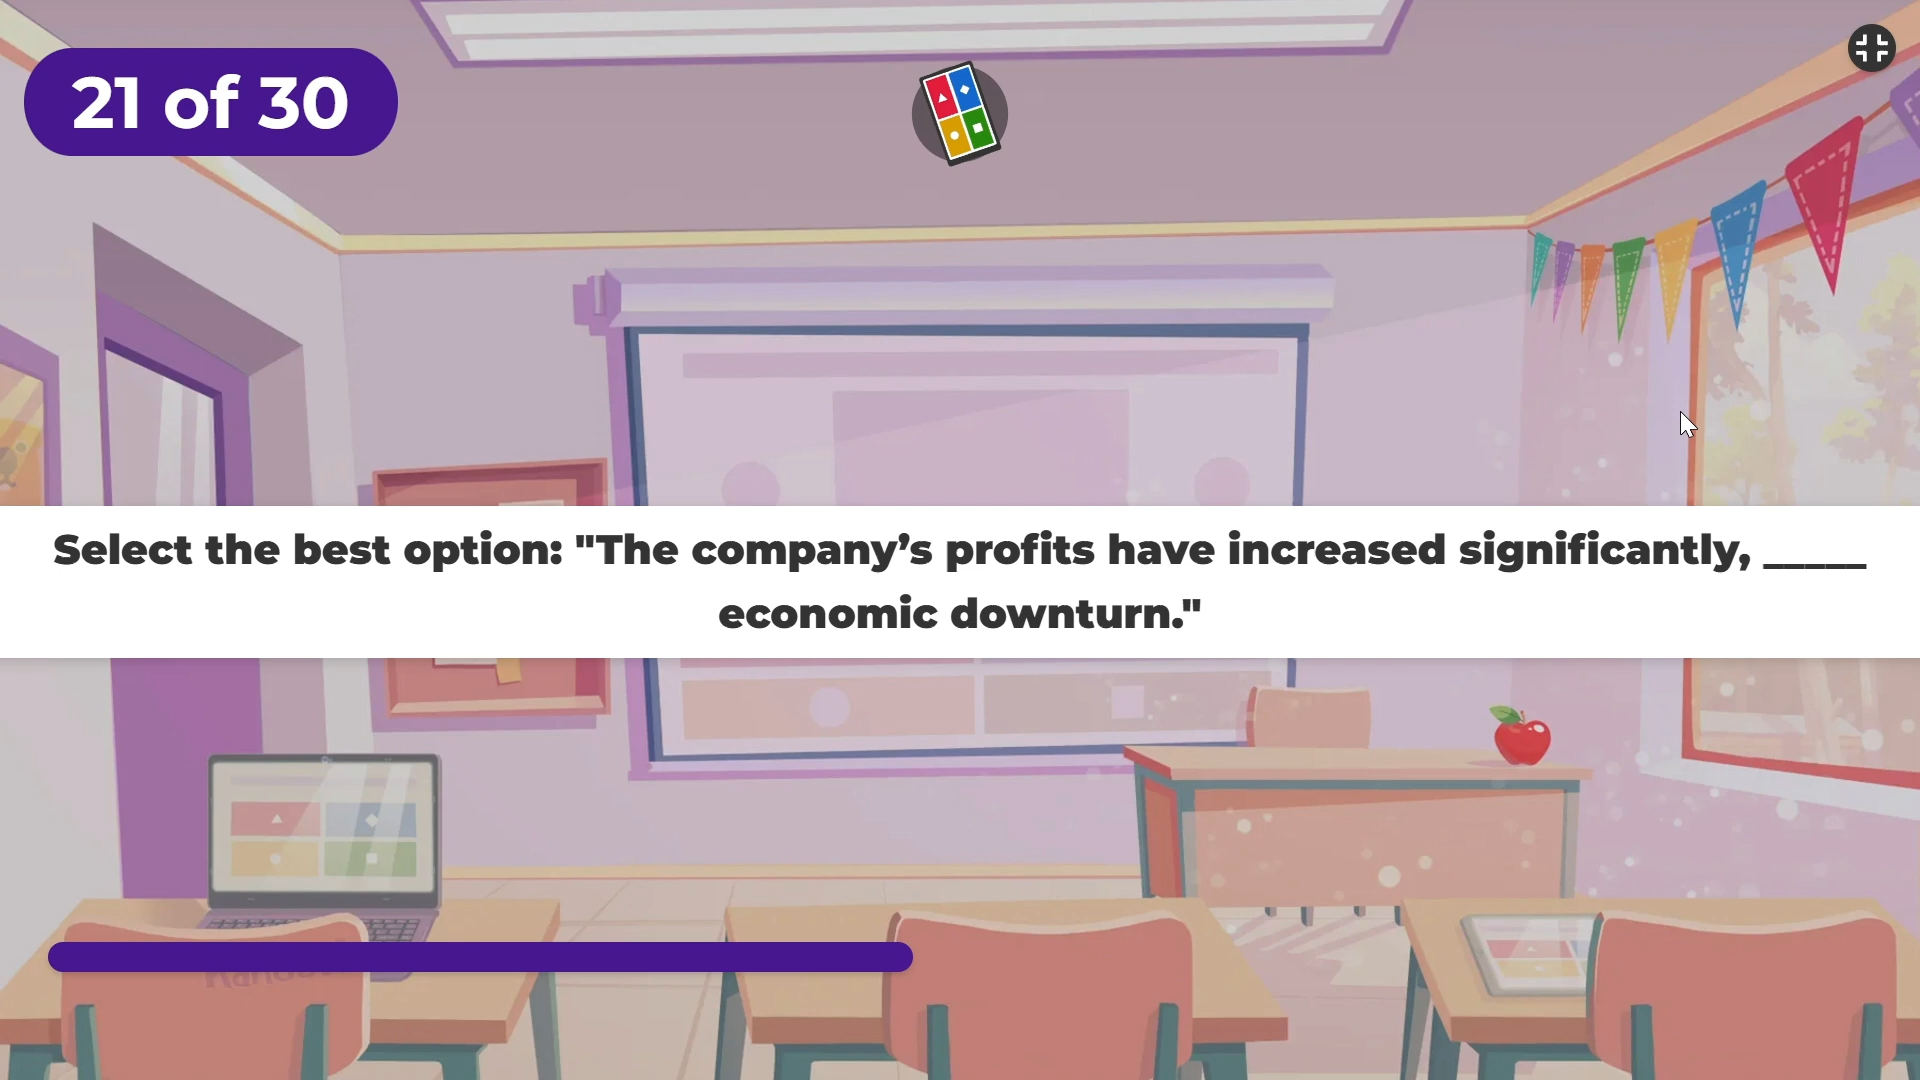 21 of 30
Select the best option: "The company’s profits have increased significantly, _____
economic downturn."